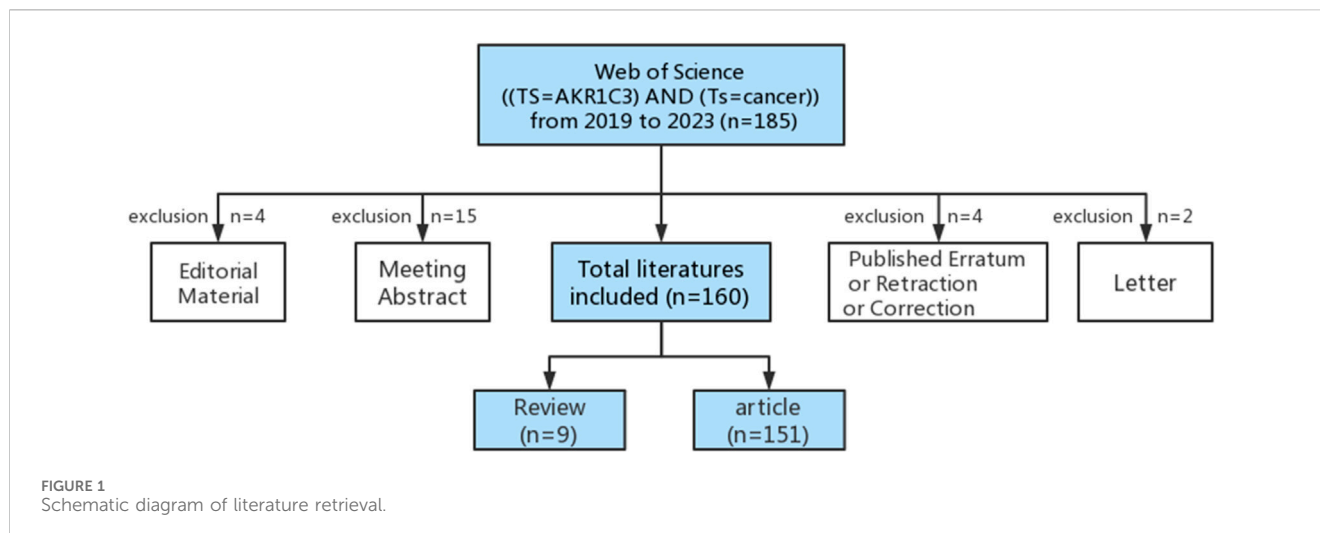 Web of Science
((TS=AKR1C3) AND (Ts=cancer))
from 2019 to 2023 (n=185)
exclusion n=4
exclusion n=15
exclusion n=4
exclusion n=2
Editorial
Material
Meeting
Abstract
Total literatures
included (n=160)
Published Erratum
or Retraction
or Correction
Letter
Review
(n=9)
article
(n=151)
FIGURE 1
Schematic diagram of literature retrieval.